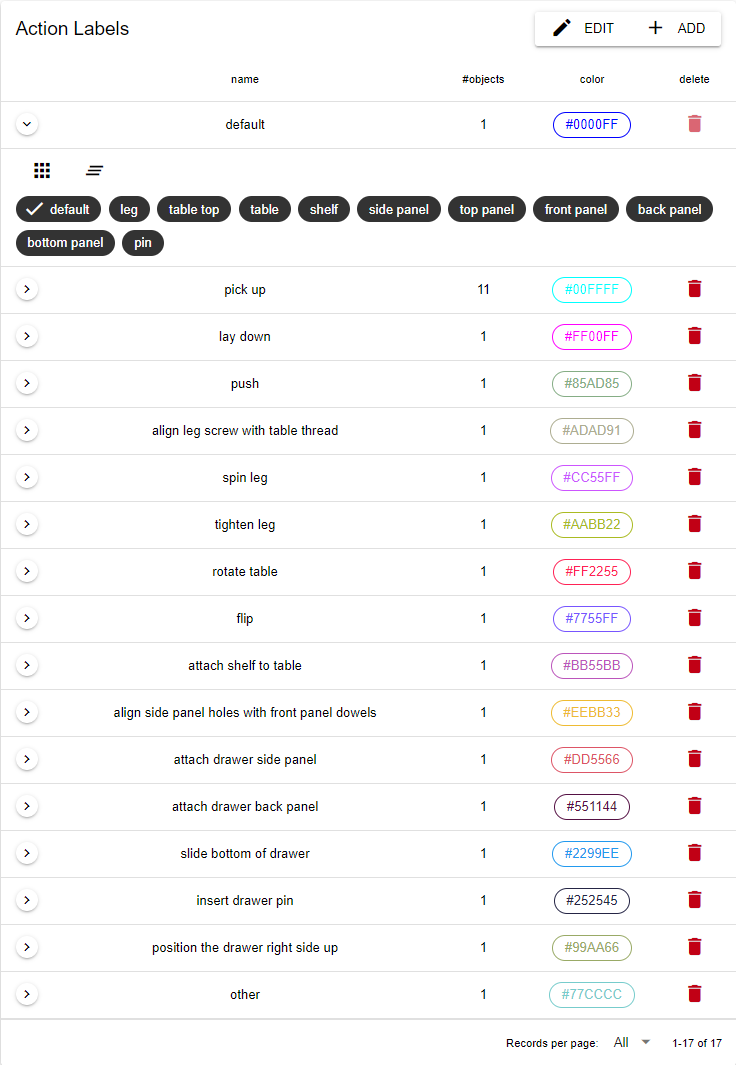 Action Labels EDIT ADD
name #objects color delete
default 1 #0000FF
default leg table top table shelf side panel top panel front panel back panel
bottom panel pin
pick up 11 #00FFFF
lay down 1 #FF00FF
push 1 #85AD85
align leg screw with table thread 1 #ADAD91
spin leg 1 #CC55FF
tighten leg 1 #AABB22
rotate table 1 #FF2255
flip 1 #7755FF
attach shelf to table 1 #BB55BB
align side panel holes with front panel dowels 1 #EEBB33
attach drawer side panel 1 #DD5566
attach drawer back panel 1 #551144
slide bottom of drawer 1 #2299EE
insert drawer pin 1 #252545
position the drawer right side up 1 #99AA66
other 1 #77CCCC
Records per page: All 1-17 of 17